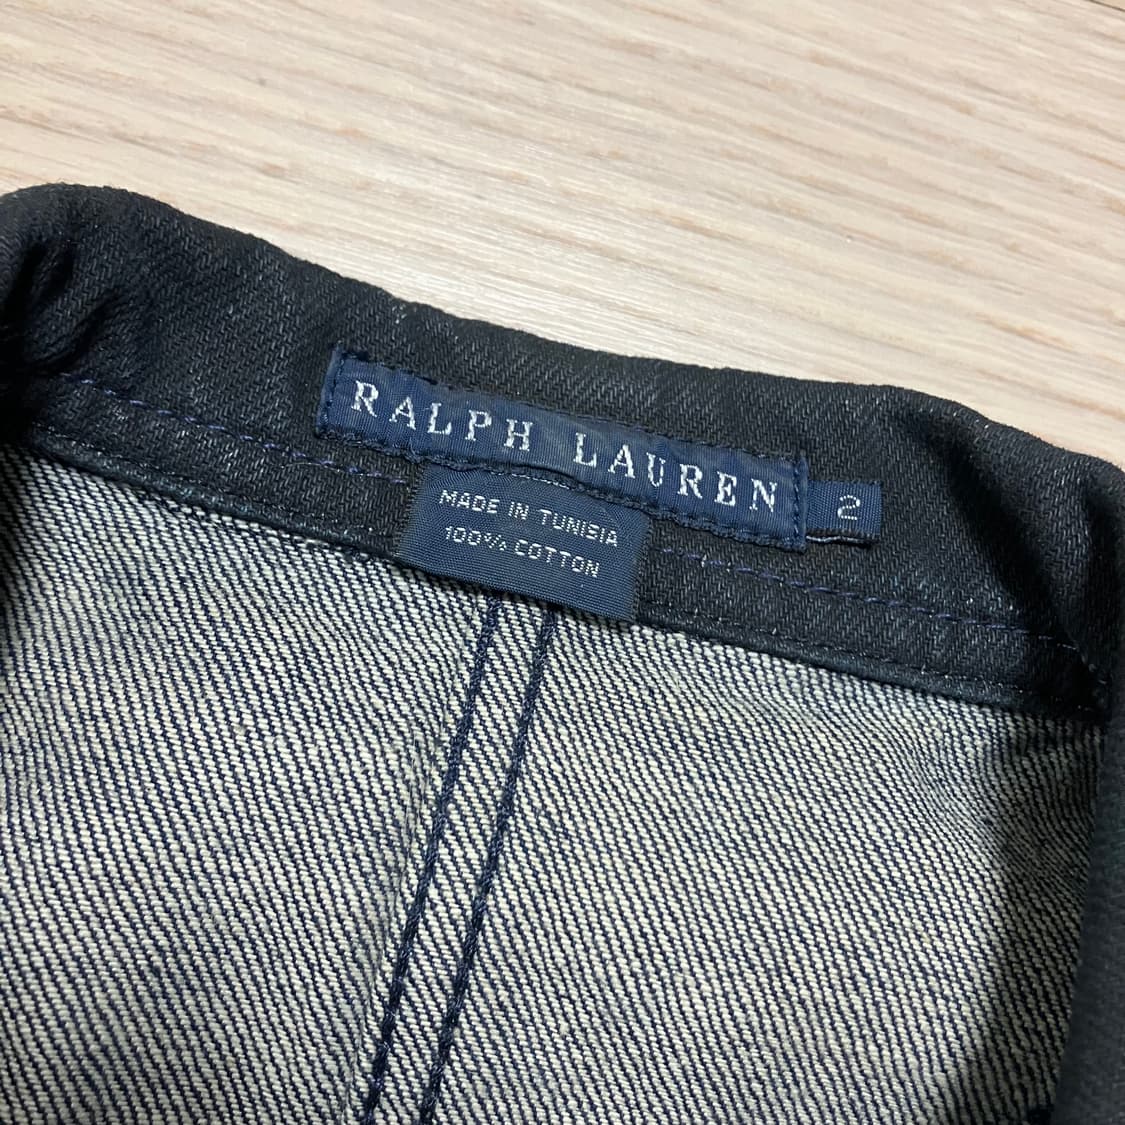 RALPH LAUREN
2
MADE IN TUNISIA
100% COTTON